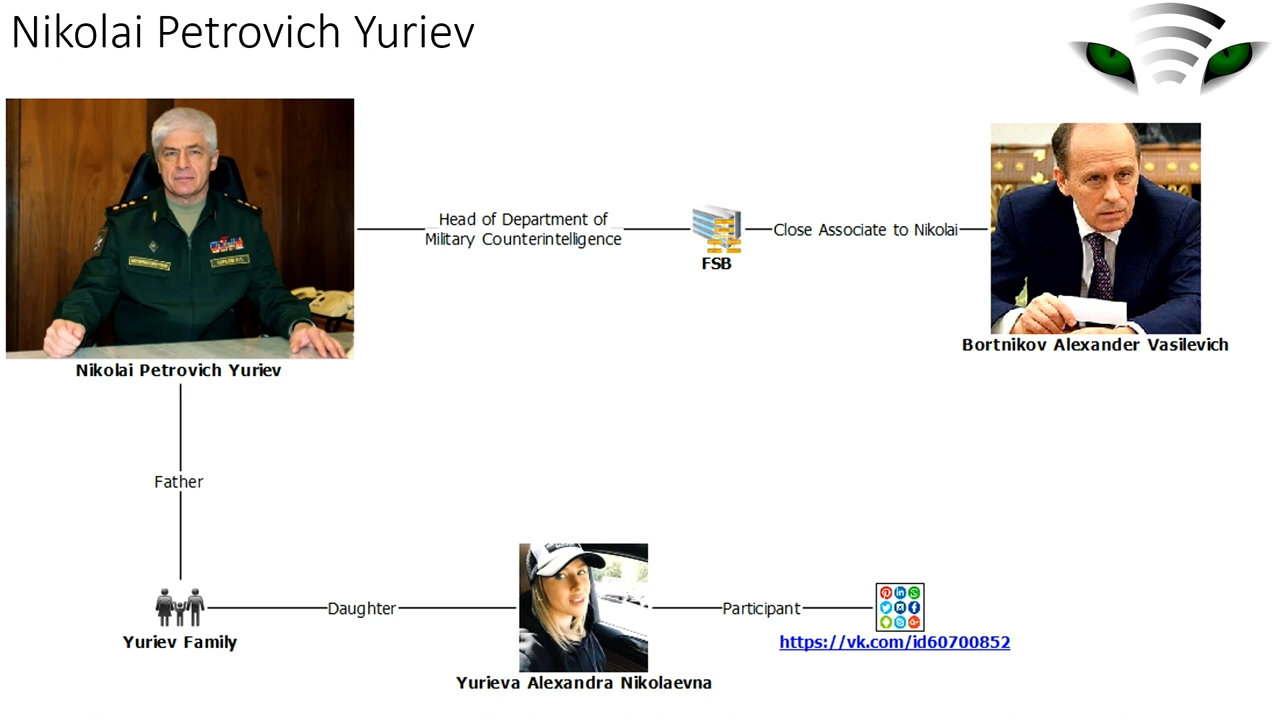 Nikolai Petrovich Yuriev
Head of Department of
Military Counterintelligence
FSB
Close Associate to Nikolai
Bortnikov Alexander Vasilevich
Nikolai Petrovich Yuriev
Father
Yuriev Family
Daughter
Yurieva Alexandra Nikolaevna
Participant
https://vk.com/id60700852